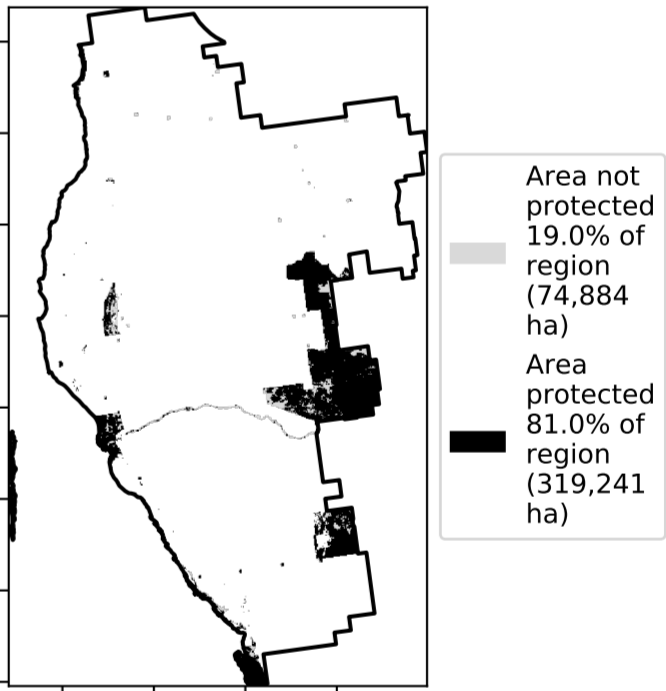 Area not
protected
19.0% of
region
(74,884
ha)
Area
protected
81.0% of
region
(319,241
ha)